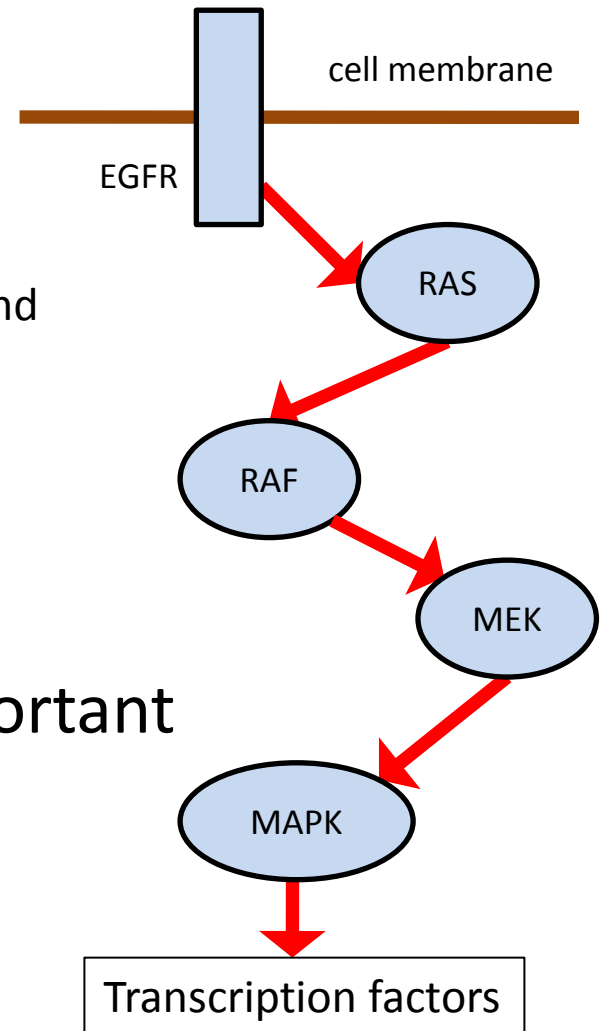 cell membrane
EGFR
RAS
nd
RAF
MEK
ortant
MAPK
Transcription factors